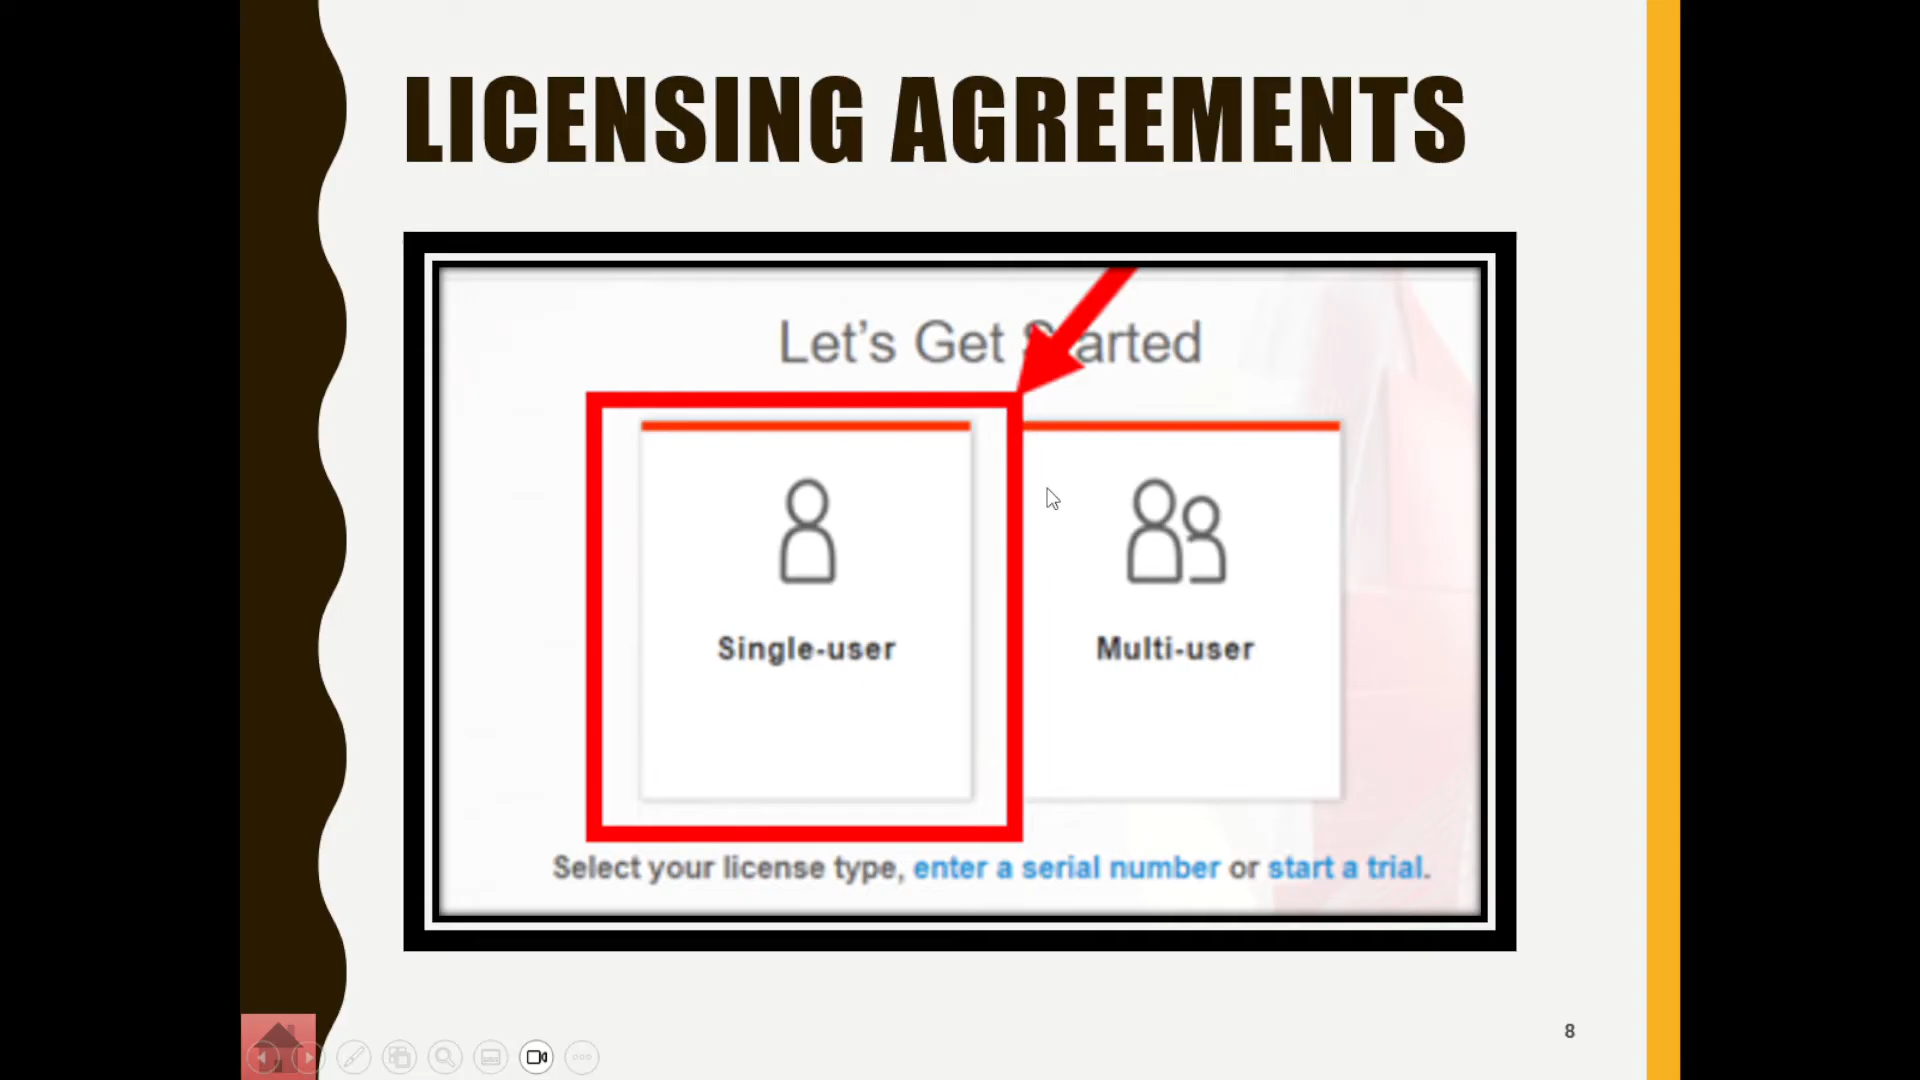 LICENSING AGREEMENTS
Let's Get Started
Single-user
Multi-user
Select your license type, enter a serial number or start a trial.
8